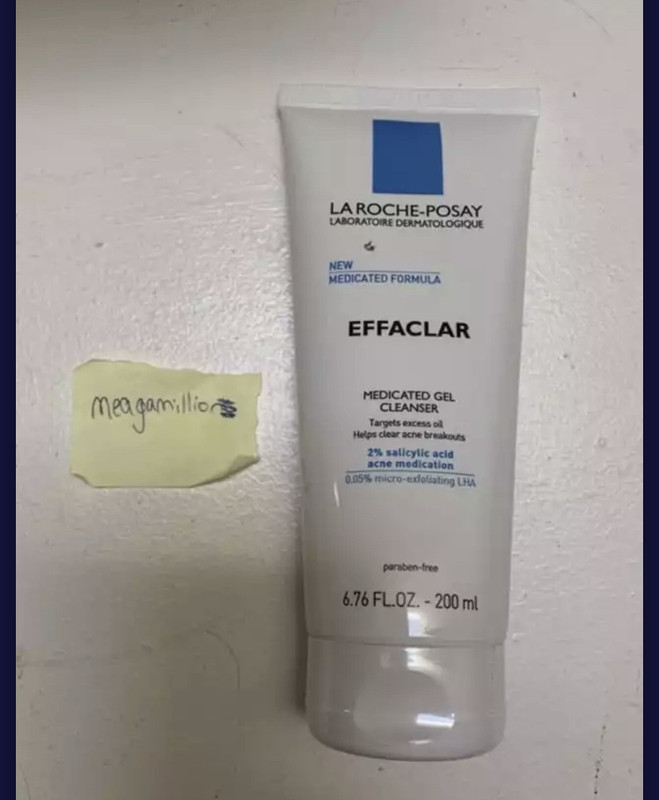 LA ROCHE-POSAY
LABORATOIRE DERMATOLOGIQUE
NEW
MEDICATED FORMULA
EFFACLAR
meagamillion
MEDICATED GEL
CLEANSER
Targets excess oil
Helps clear acne breakouts
2% salicylic acid
acne medication
0.05% micro-exfoliating LHA
paraben-free
6.76 FL.OZ. - 200 ml